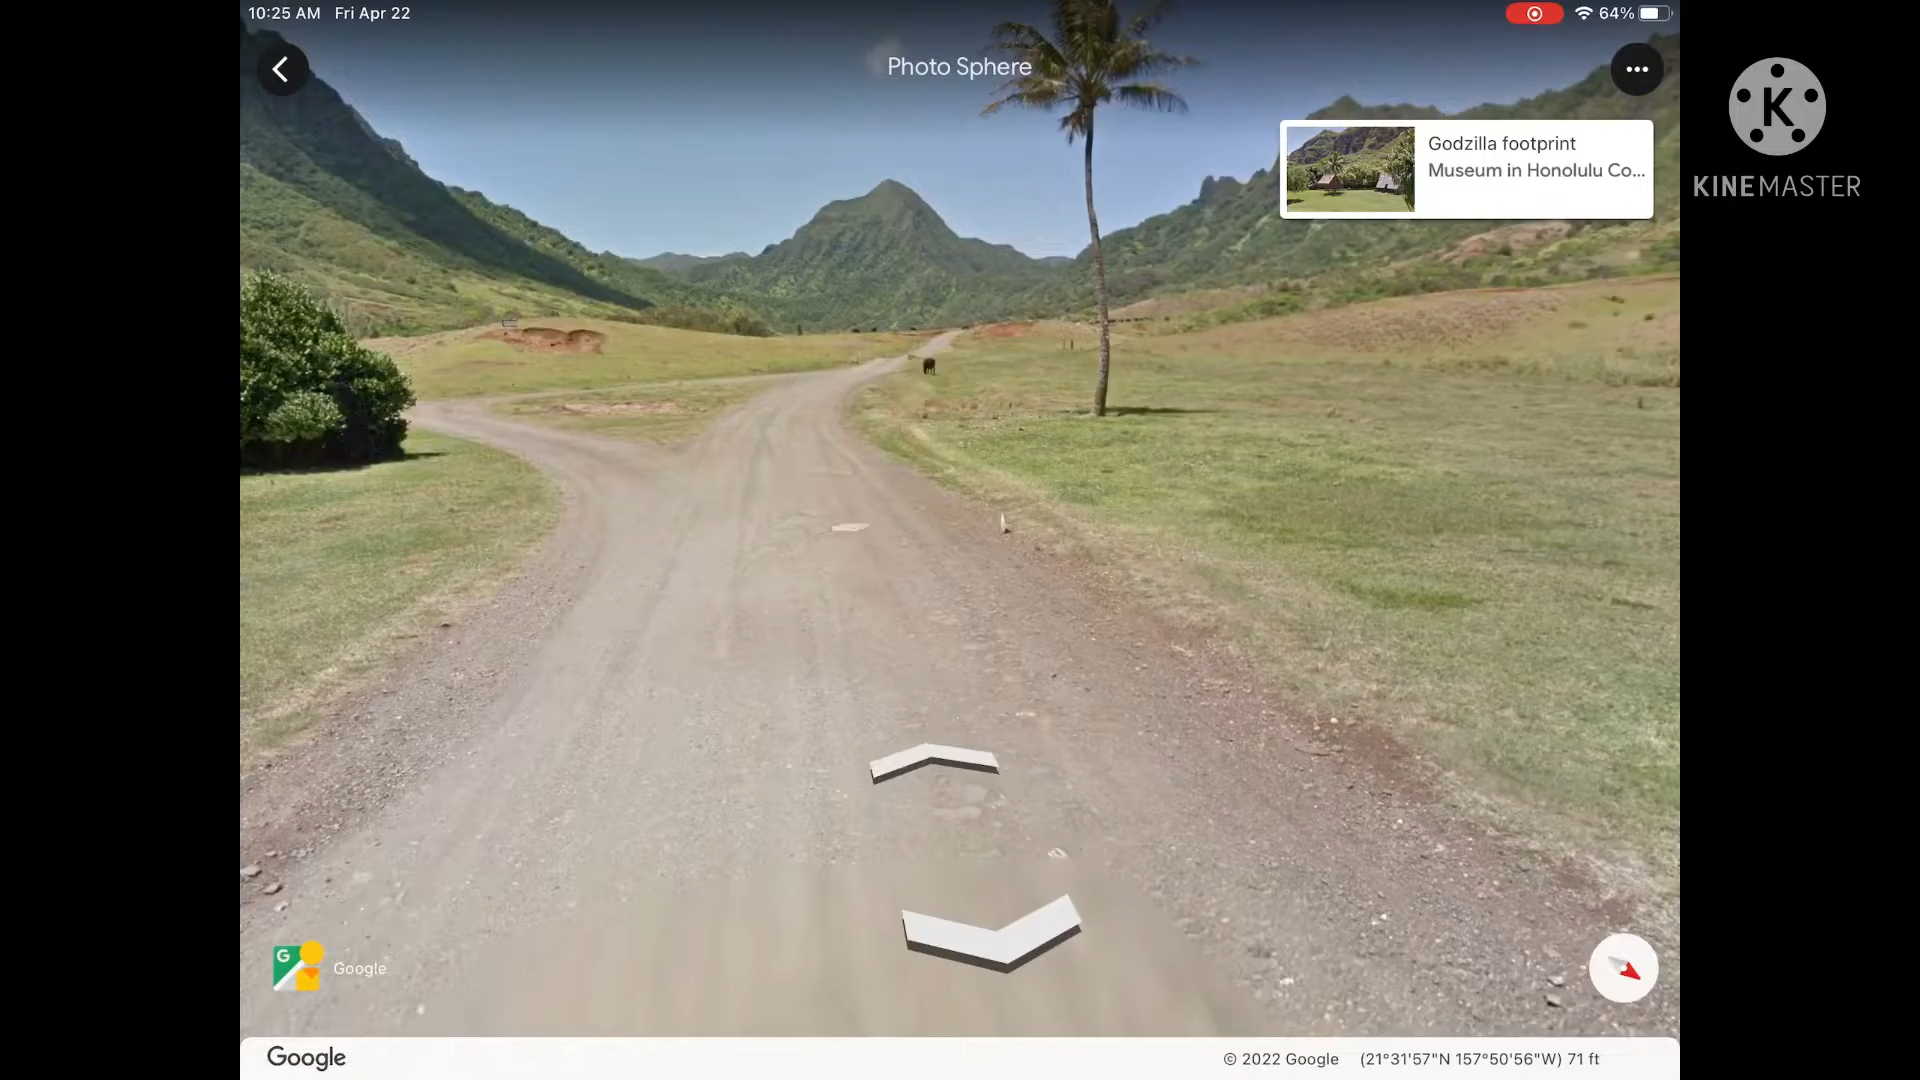 10:25 AM Fri Apr 22
64%
Photo Sphere
Godzilla footprint
Museum in Honolulu Co...
K
KINEMASTER
G
Google
Google
© 2022 Google (21°31'57"N 157°50'56"W) 71 ft